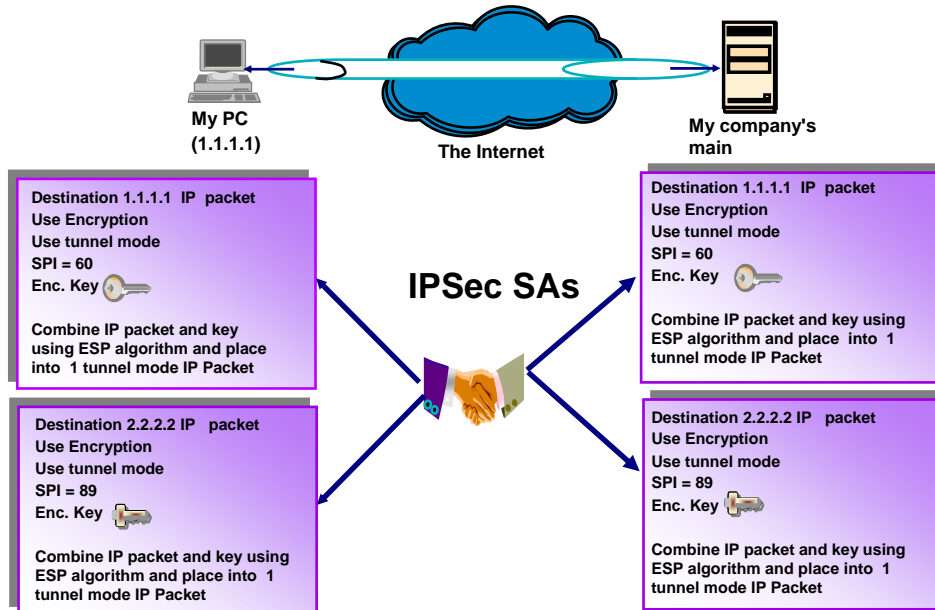 My PC
(1.1.1.1)
The Internet
My company's
main
Destination 1.1.1.1 IP packet
Use Encryption
Use tunnel mode
SPI = 60
Enc. Key
Combine IP packet and key
using ESP algorithm and place
into 1 tunnel mode IP Packet
Destination 1.1.1.1 IP packet
Use Encryption
Use tunnel mode
SPI = 60
Enc. Key
Combine IP packet and key using
ESP algorithm and place into 1
tunnel mode IP Packet
IPSec SAs
Destination 2.2.2.2 IP packet
Use Encryption
Use tunnel mode
SPI = 89
Enc. Key
Combine IP packet and key using
ESP algorithm and place into 1
tunnel mode IP Packet
Destination 2.2.2.2 IP packet
Use Encryption
Use tunnel mode
SPI = 89
Enc. Key
Combine IP packet and key using
ESP algorithm and place into 1
tunnel mode IP Packet